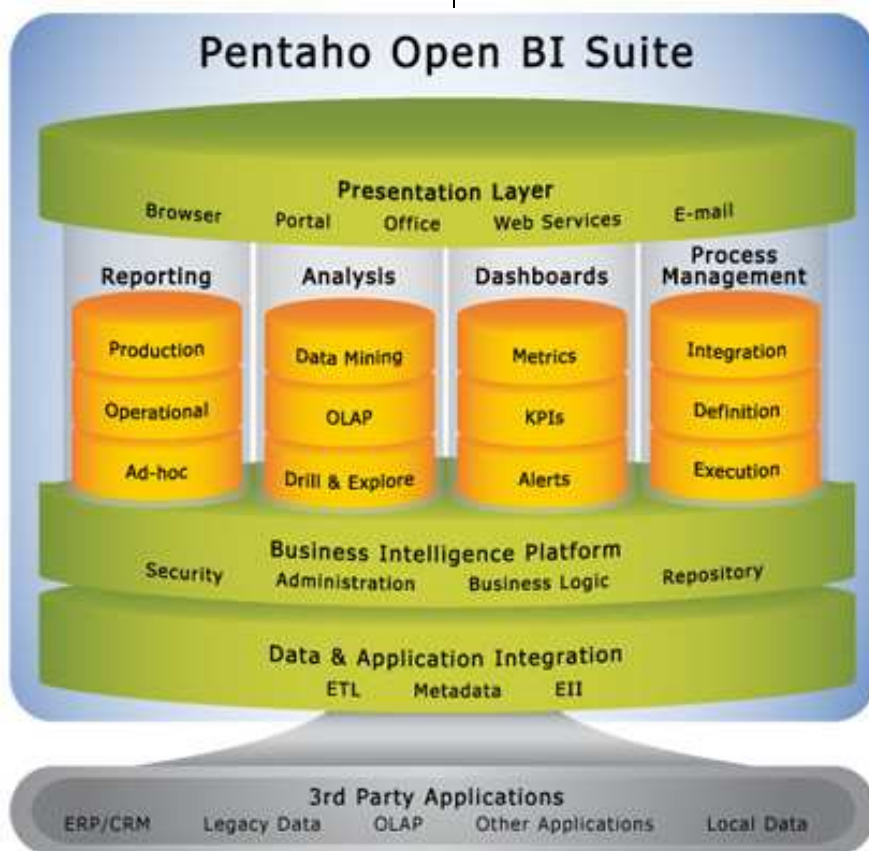 Pentaho Open BI Suite
Presentation Layer
Browser Portal Office Web Services E-mail
Reporting Analysis Dashboards Process Management
Production Data Mining Metrics Integration
Operational OLAP KPIs Definition
Ad-hoc Drill & Explore Alerts Execution
Business Intelligence Platform
Security Administration Business Logic Repository
Data & Application Integration
ETL Metadata EII
3rd Party Applications
ERP/CRM Legacy Data OLAP Other Applications Local Data